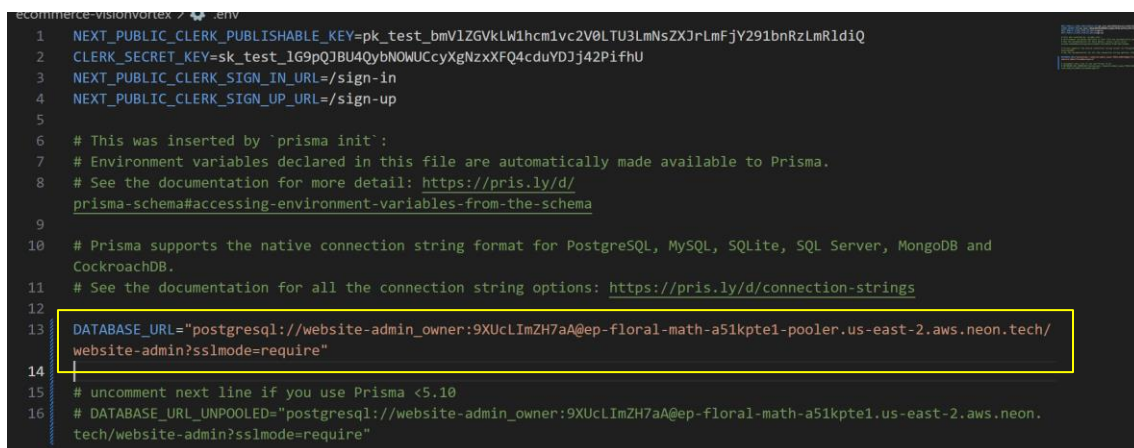 ecommerce-visionvortex > .env
1 NEXT_PUBLIC_CLERK_PUBLISHABLE_KEY=pk_test_bmVlZGVkLW1hcm1vc2V0LTU3LmNsZXJrLmFjY291bnRzLmRldiQ
2 CLERK_SECRET_KEY=sk_test_lG9pQJBU4QybNOWUCcyXgNzxXFQ4cduYDJj42PifhU
3 NEXT_PUBLIC_CLERK_SIGN_IN_URL=/sign-in
4 NEXT_PUBLIC_CLERK_SIGN_UP_URL=/sign-up
5
6 # This was inserted by `prisma init`:
7 # Environment variables declared in this file are automatically made available to Prisma.
8 # See the documentation for more detail: https://pris.ly/d/
prisma-schema#accessing-environment-variables-from-the-schema
9
10 # Prisma supports the native connection string format for PostgreSQL, MySQL, SQLite, SQL Server, MongoDB and
CockroachDB.
11 # See the documentation for all the connection string options: https://pris.ly/d/connection-strings
12
13 DATABASE_URL="postgresql://website-admin_owner:9XUcLImZH7aA@ep-floral-math-a51kpte1-pooler.us-east-2.aws.neon.tech/
website-admin?sslmode=require"
14
15 # uncomment next line if you use Prisma <5.10
16 # DATABASE_URL_UNPOOLED="postgresql://website-admin_owner:9XUcLImZH7aA@ep-floral-math-a51kpte1.us-east-2.aws.neon.
tech/website-admin?sslmode=require"